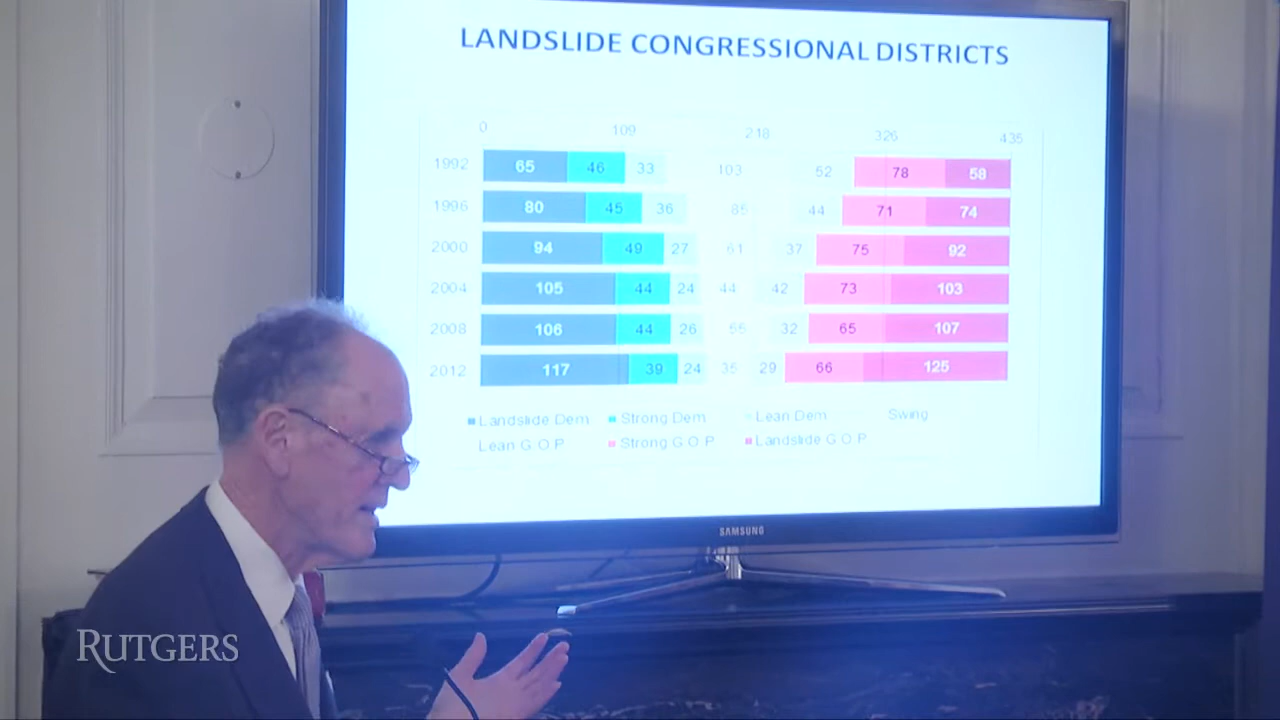 LANDSLIDE CONGRESSIONAL DISTRICTS
0 109 218 326 435
1992 65 46 33 103 52 78 58
1996 80 45 36 85 44 71 74
2000 94 49 27 61 37 75 92
2004 105 44 24 44 42 73 103
2008 106 44 26 55 32 65 107
2012 117 39 24 35 29 66 125
Landslide Dem Strong Dem Lean Dem Swing
Lean G.O.P Strong G.O.P Landslide G.O.P
SAMSUNG
RUTGERS